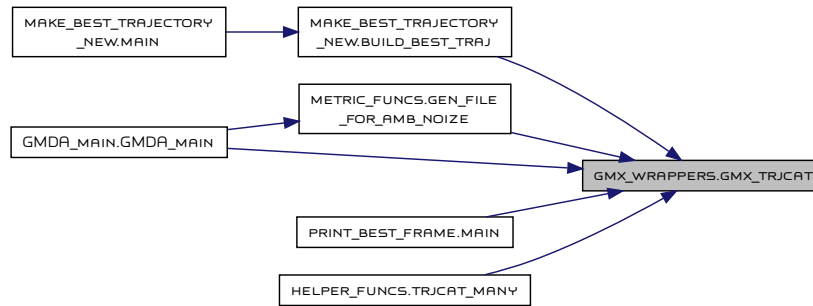 MAKE_BEST_TRAJECTORY
_NEW.MAIN
MAKE_BEST_TRAJECTORY
_NEW.BUILD_BEST_TRAJ
METRIC_FUNCS.GEN_FILE
_FOR_AMB_NOIZE
GMDA_MAIN.GMDA_MAIN
GMX_WRAPPERS.GMX_TRJCAT
PRINT_BEST_FRAME.MAIN
HELPER_FUNCS.TRJCAT_MANY